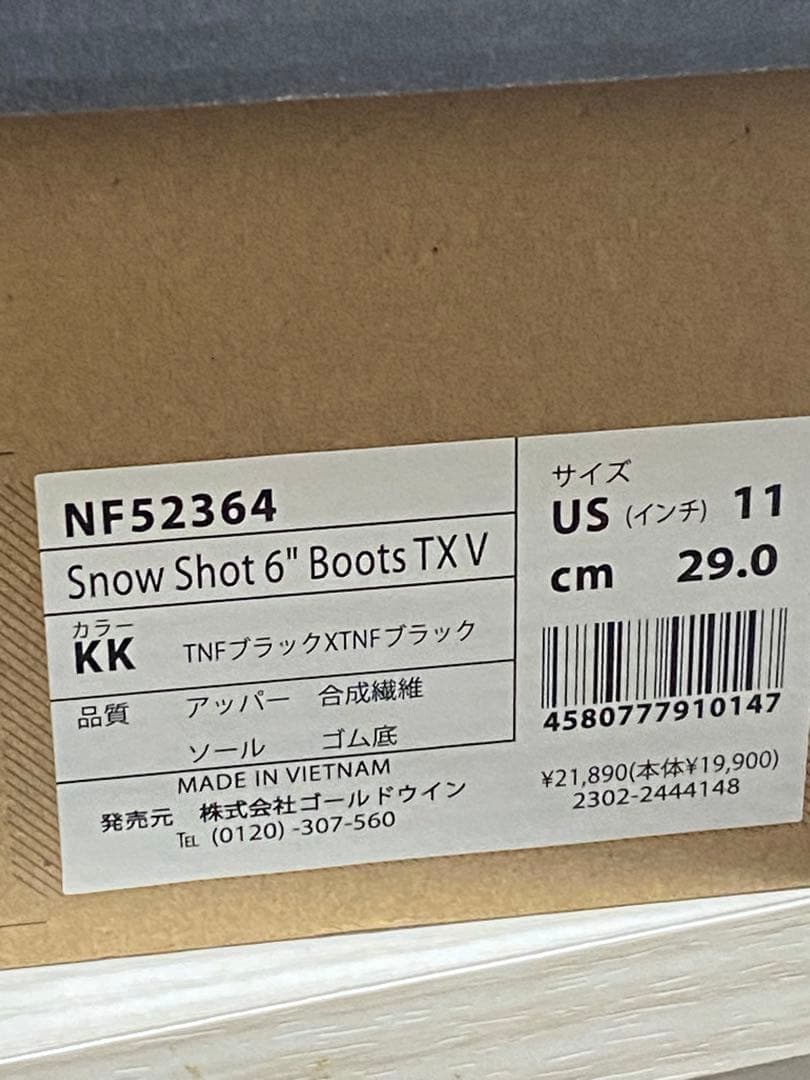 NF52364
Snow Shot 6" Boots TX V
カラー
KK TNFブラックXTNFブラック
品質 アッパー 合成繊維
ソール ゴム底
MADE IN VIETNAM
発売元 株式会社ゴールドウイン
TEL (0120) -307-560
サイズ
US (インチ) 11
cm 29.0
4580777910147
¥21,890(本体¥19,900)
2302-2444148